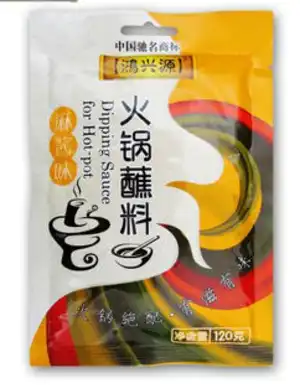 中国驰名商标
【鸿兴源】
火锅蘸料
Dipping Sauce
for Hot-pot
麻辣味
净含量 120克